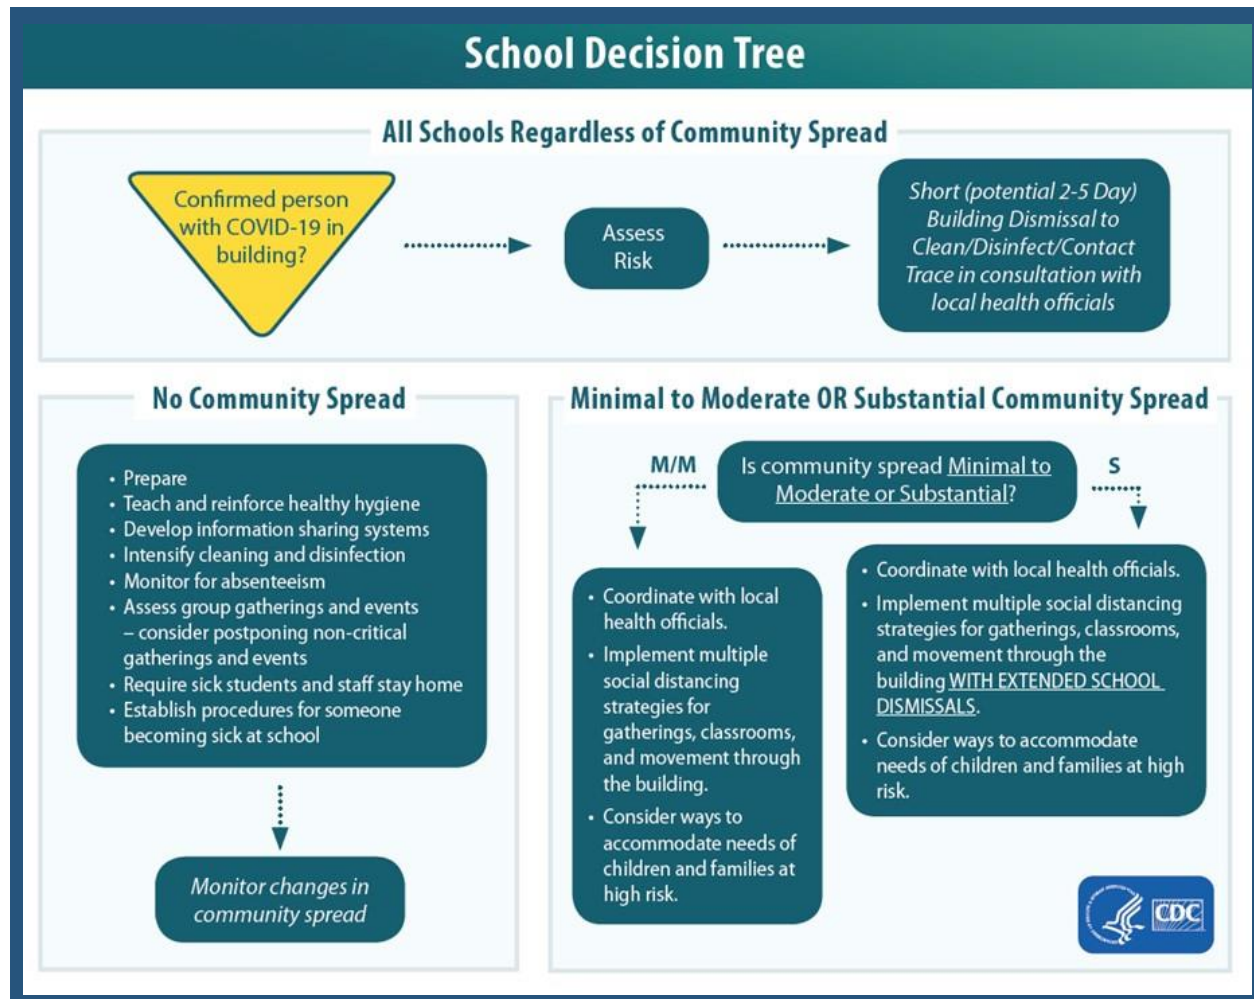 School Decision Tree
All Schools Regardless of Community Spread
Confirmed person
with COVID-19 in
building?
Assess
Risk
Short (potential 2-5 Day)
Building Dismissal to
Clean/Disinfect/Contact
Trace in consultation with
local health officials
No Community Spread
• Prepare
• Teach and reinforce healthy hygiene
• Develop information sharing systems
• Intensify cleaning and disinfection
• Monitor for absenteeism
• Assess group gatherings and events
– consider postponing non-critical
gatherings and events
• Require sick students and staff stay home
• Establish procedures for someone
becoming sick at school
Monitor changes in
community spread
Minimal to Moderate OR Substantial Community Spread
Is community spread Minimal to
Moderate or Substantial?
M/M
• Coordinate with local
health officials.
• Implement multiple
social distancing
strategies for
gatherings, classrooms,
and movement through
the building.
• Consider ways to
accommodate needs of
children and families at
high risk.
S
• Coordinate with local health officials.
• Implement multiple social distancing
strategies for gatherings, classrooms,
and movement through the
building WITH EXTENDED SCHOOL
DISMISSALS.
• Consider ways to accommodate
needs of children and families at high
risk.
CDC